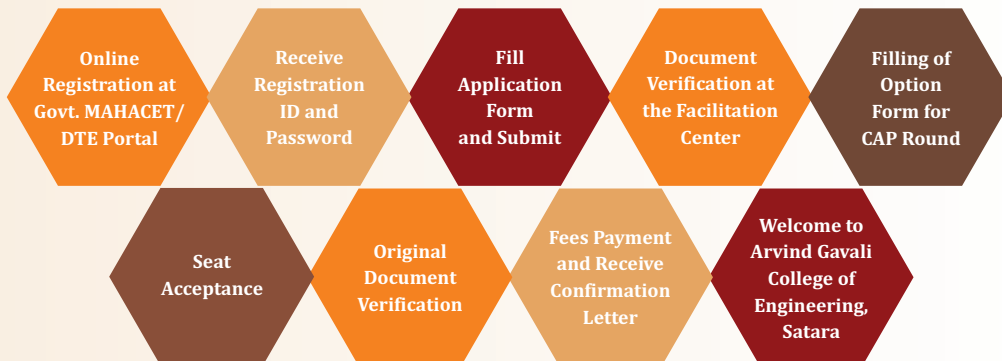 Online
Registration at
Govt. MAHACET/
DTE Portal
Receive
Registration
ID and
Password
Fill
Application
Form
and Submit
Document
Verification at
the Facilitation
Center
Filling of
Option
Form for
CAP Round
Seat
Acceptance
Original
Document
Verification
Fees Payment
and Receive
Confirmation
Letter
Welcome to
Arvind Gavali
College of
Engineering,
Satara